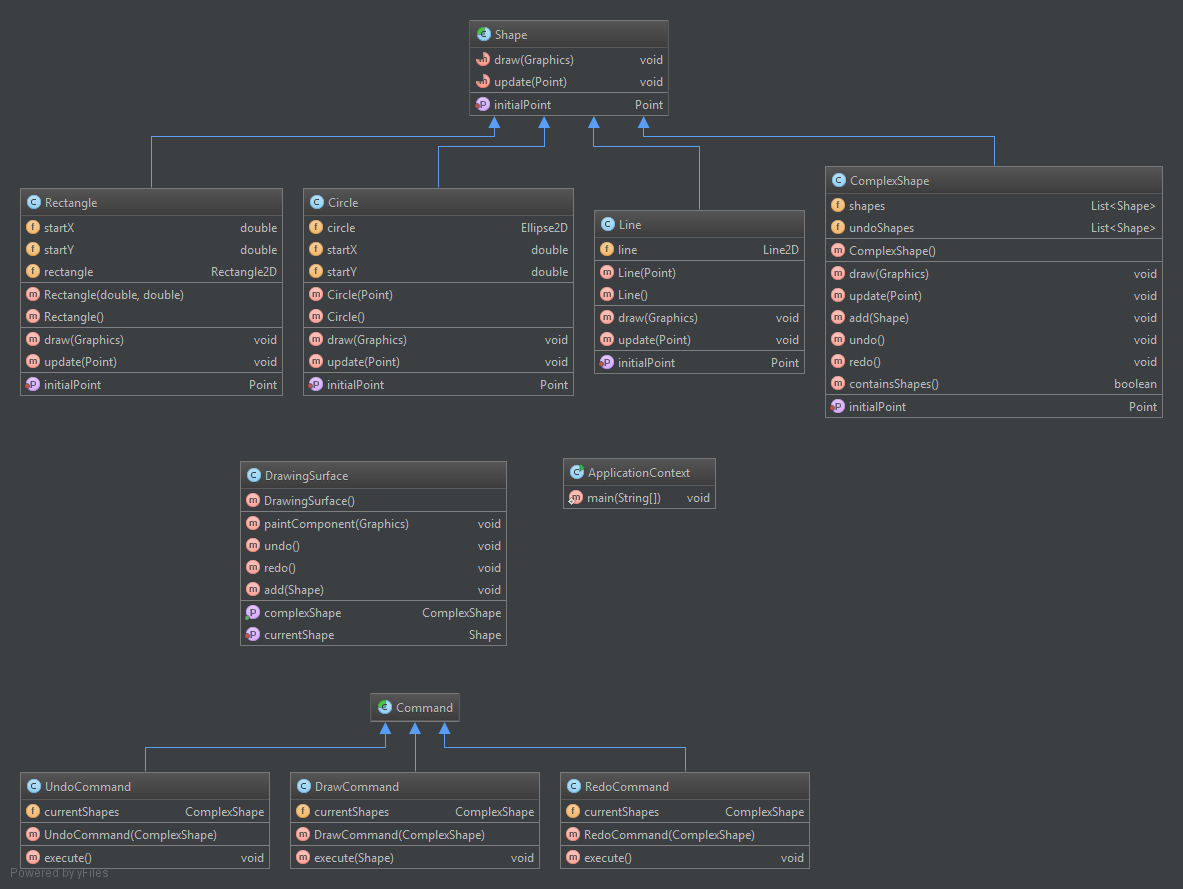 Shape
draw(Graphics) void
update(Point) void
initialPoint Point
Rectangle
startX double
startY double
rectangle Rectangle2D
Rectangle(double, double)
Rectangle()
draw(Graphics) void
update(Point) void
initialPoint Point
Circle
circle Ellipse2D
startX double
startY double
Circle(Point)
Circle()
draw(Graphics) void
update(Point) void
initialPoint Point
Line
line Line2D
Line(Point)
Line()
draw(Graphics) void
update(Point) void
initialPoint Point
ComplexShape
shapes List<Shape>
undoShapes List<Shape>
ComplexShape()
draw(Graphics) void
update(Point) void
add(Shape) void
undo() void
redo() void
containsShapes() boolean
initialPoint Point
DrawingSurface
DrawingSurface()
paintComponent(Graphics) void
undo() void
redo() void
add(Shape) void
complexShape ComplexShape
currentShape Shape
ApplicationContext
main(String[]) void
Command
UndoCommand
currentShapes ComplexShape
UndoCommand(ComplexShape)
execute() void
DrawCommand
currentShapes ComplexShape
DrawCommand(ComplexShape)
execute(Shape) void
RedoCommand
currentShapes ComplexShape
RedoCommand(ComplexShape)
execute() void
Powered by yFiles